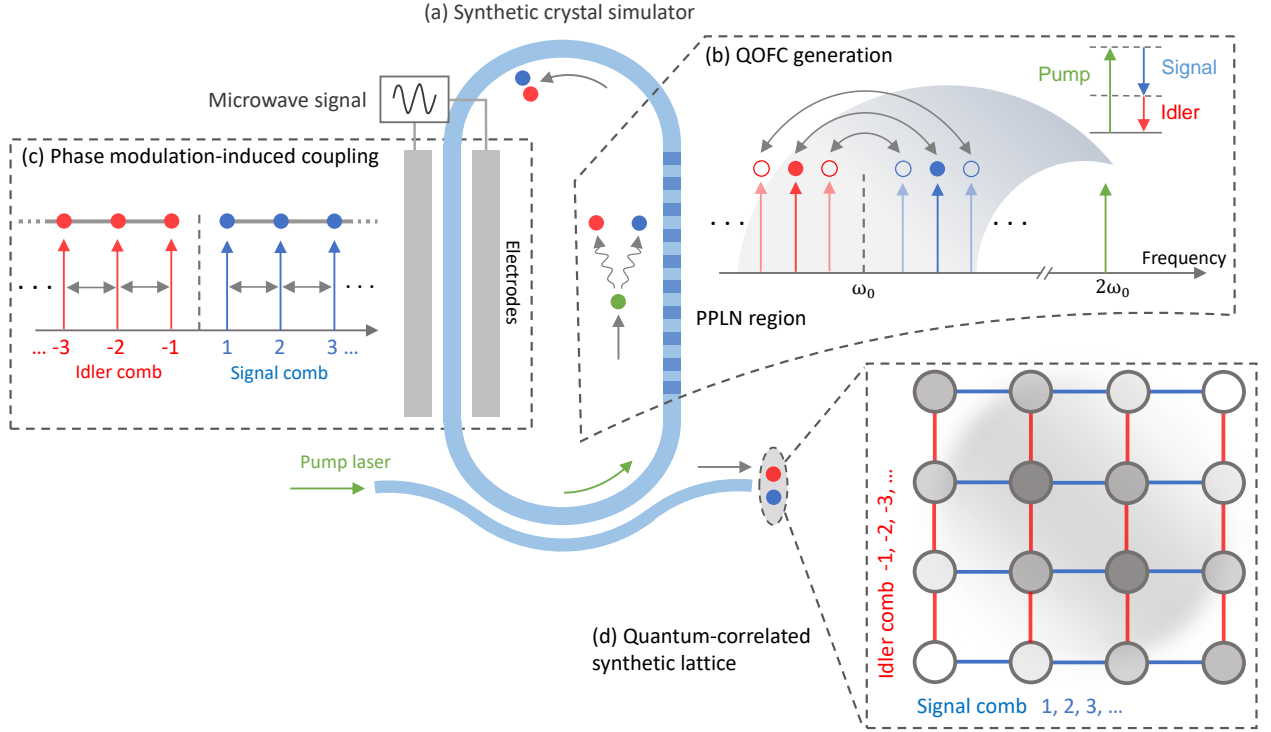 (a) Synthetic crystal simulator
Microwave signal
(b) QOFC generation
Pump
Signal
Idler
. . .
. . .
Frequency
ω₀
2ω₀
(c) Phase modulation-induced coupling
. . .
. . .
... -3 -2 -1 1 2 3 ...
Idler comb
Signal comb
Electrodes
PPLN region
Pump laser
(d) Quantum-correlated
synthetic lattice
Idler comb -1, -2, -3, ...
Signal comb 1, 2, 3, ...